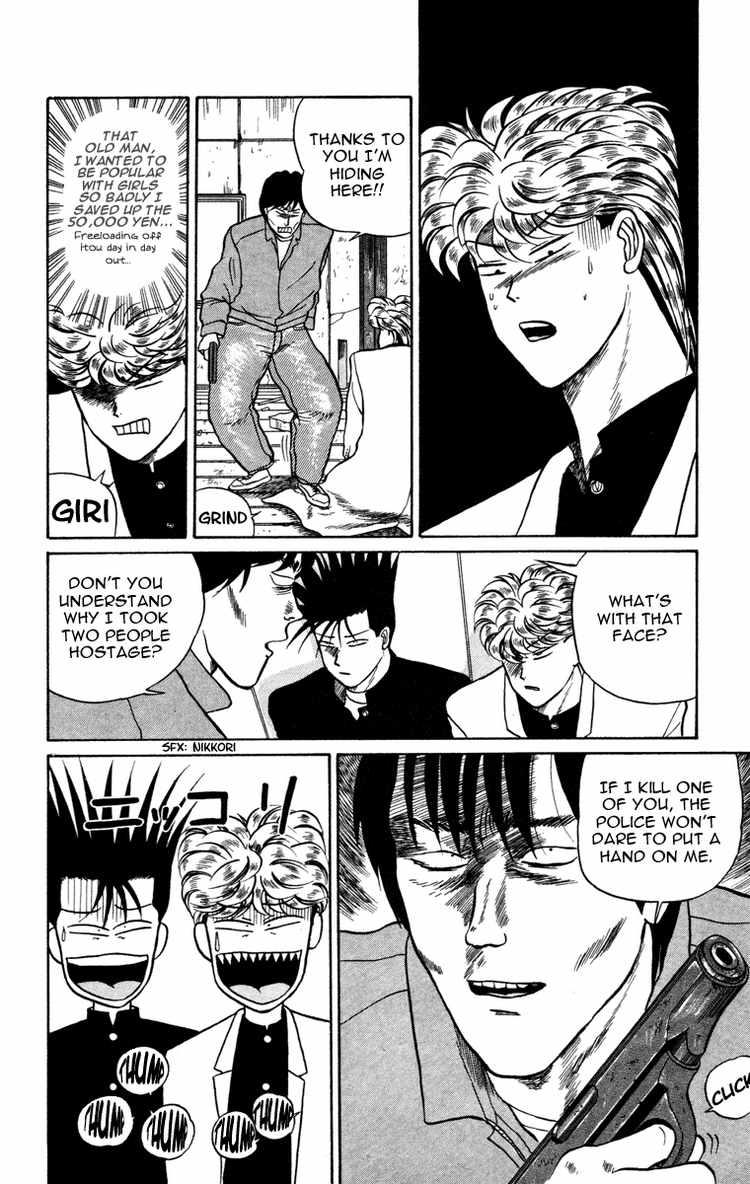 THANKS TO
YOU I'M
HIDING
HERE!!
GRIND
THAT
OLD MAN,
I WANTED TO
BE POPULAR
WITH GIRLS
SO BADLY I
SAVED UP THE
50,000 YEN...
Freeloading off
Itou day in day
out..
GIRI
WHAT'S
WITH THAT
FACE?
DON'T YOU
UNDERSTAND
WHY I TOOK
TWO PEOPLE
HOSTAGE?
IF I KILL ONE
OF YOU, THE
POLICE WON'T
DARE TO PUT A
HAND ON ME.
CLICK
SFX: NIKKORI
ニッコリ
THUMP
THUMP
THUMP
THUMP
THUMP